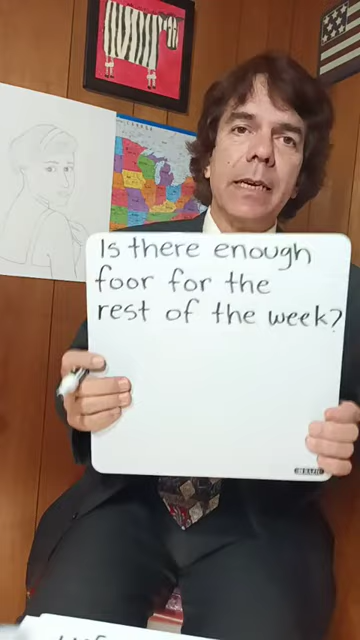 Is there enough
foor for the
rest of the week?